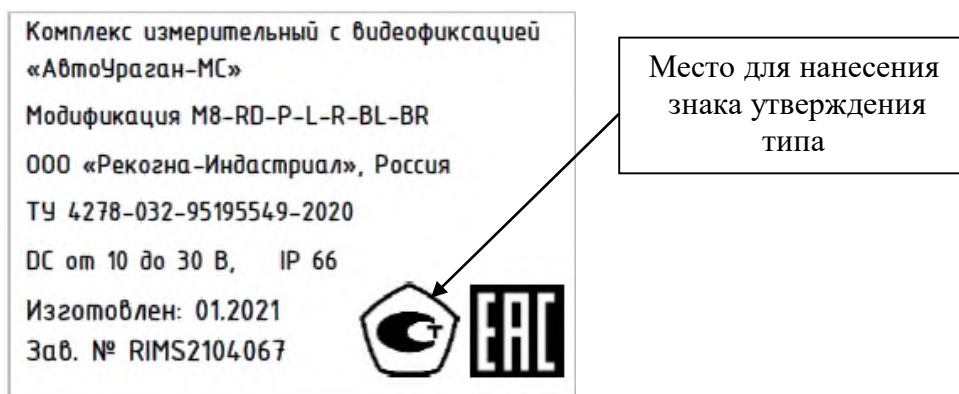 Комплекс измерительный с видеофиксацией
«АвтоУраган-МС»
Модификация M8-RD-P-L-R-BL-BR
ООО «Рекогна-Индастриал», Россия
ТУ 4278-032-95195549-2020
DC от 10 до 30 В, IP 66
Изготовлен: 01.2021
Зав. № RIMS2104067
Ст
ЕАС
Место для нанесения
знака утверждения
типа